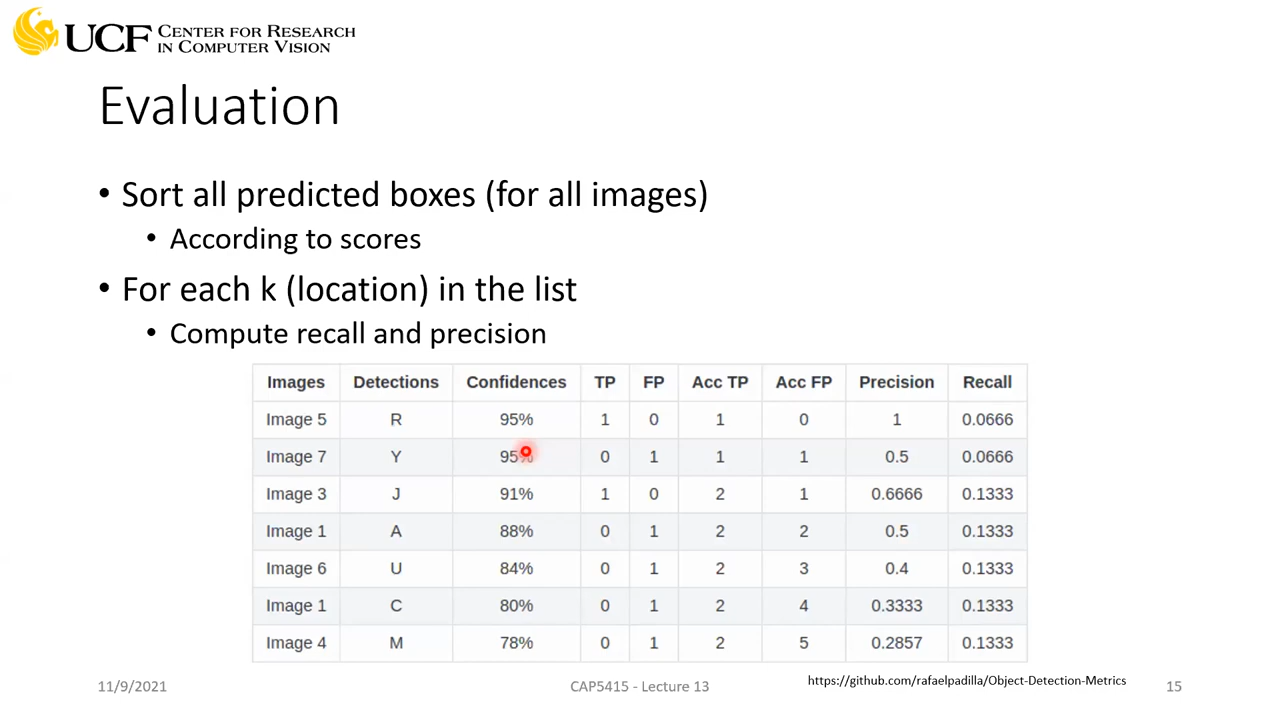 UCF CENTER FOR RESEARCH
IN COMPUTER VISION
Evaluation
• Sort all predicted boxes (for all images)
• According to scores
• For each k (location) in the list
• Compute recall and precision
Images Detections Confidences TP FP Acc TP Acc FP Precision Recall
Image 5 R 95% 1 0 1 0 1 0.0666
Image 7 Y 95% 0 1 1 1 0.5 0.0666
Image 3 J 91% 1 0 2 1 0.6666 0.1333
Image 1 A 88% 0 1 2 2 0.5 0.1333
Image 6 U 84% 0 1 2 3 0.4 0.1333
Image 1 C 80% 0 1 2 4 0.3333 0.1333
Image 4 M 78% 0 1 2 5 0.2857 0.1333
11/9/2021 CAP5415 - Lecture 13 https://github.com/rafaelpadilla/Object-Detection-Metrics 15